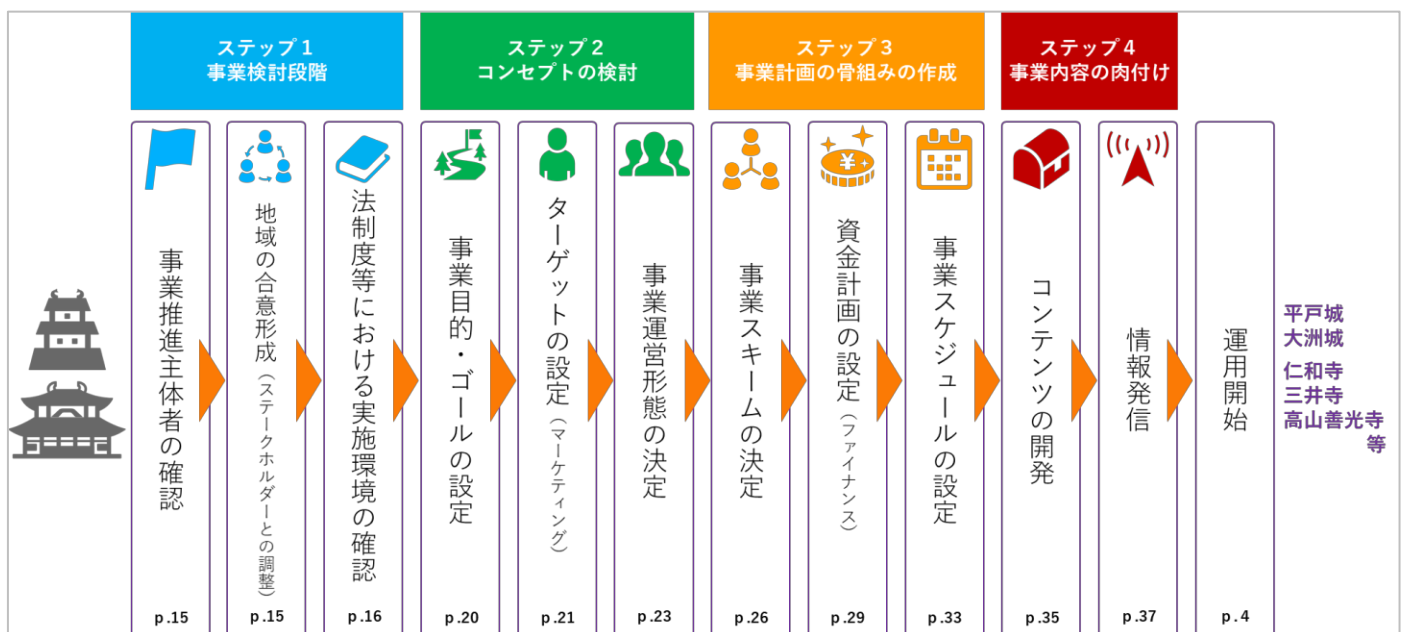 ステップ1
事業検討段階
ステップ2
コンセプトの検討
ステップ3
事業計画の骨組みの作成
ステップ4
事業内容の肉付け
事業推進主体者の確認
p.15
地域の合意形成（ステークホルダーとの調整）
p.15
法制度等における実施環境の確認
p.16
事業目的・ゴールの設定
p.20
ターゲットの設定（マーケティング）
p.21
事業運営形態の決定
p.23
事業スキームの決定
p.26
¥
資金計画の設定（ファイナンス）
p.29
事業スケジュールの設定
p.33
コンテンツの開発
p.35
情報発信
p.37
運用開始
p.4
平戸城
大洲城
仁和寺
三井寺
高山善光寺
等